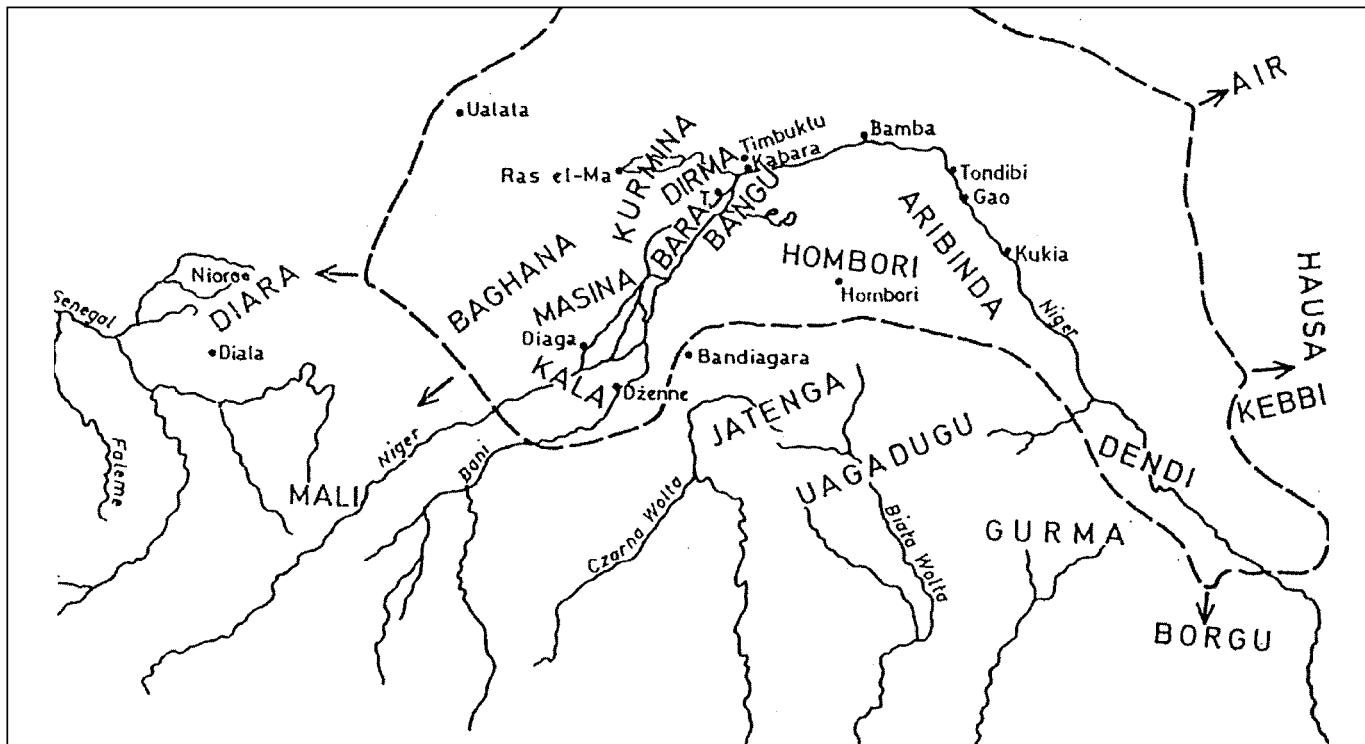 AIR
Ualata
Bamba
Timbuktu
Kabara
KURMINA
DIRMA
Ras el-Ma
Tondibi
Gao
BARA
BANGU
ARIBINDA
BAGHANA
HOMBORI
Hombori
Kukia
HAUSA
Nioro
DIARA
MASINA
Senegal
Niger
Diaga
Diala
KALA
Bandiagara
Dżenne
KEBBI
JATENGA
UAGADUGU
DENDI
Faleme
Niger
Bani
MALI
Czarna Wolta
Biała Wolta
GURMA
BORGU